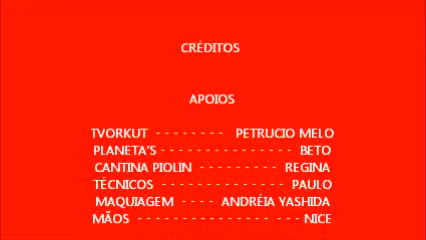 CRÉDITOS
APOIOS
TVORKUT - - - - - - - - PETRUCIO MELO
PLANETA'S - - - - - - - - - - - - - - - BETO
CANTINA PIOLIN - - - - - - - - - REGINA
TÉCNICOS - - - - - - - - - - - - - - - PAULO
MAQUIAGEM - - - - ANDRÉIA YASHIDA
MÃOS - - - - - - - - - - - - - - - - - - NICE